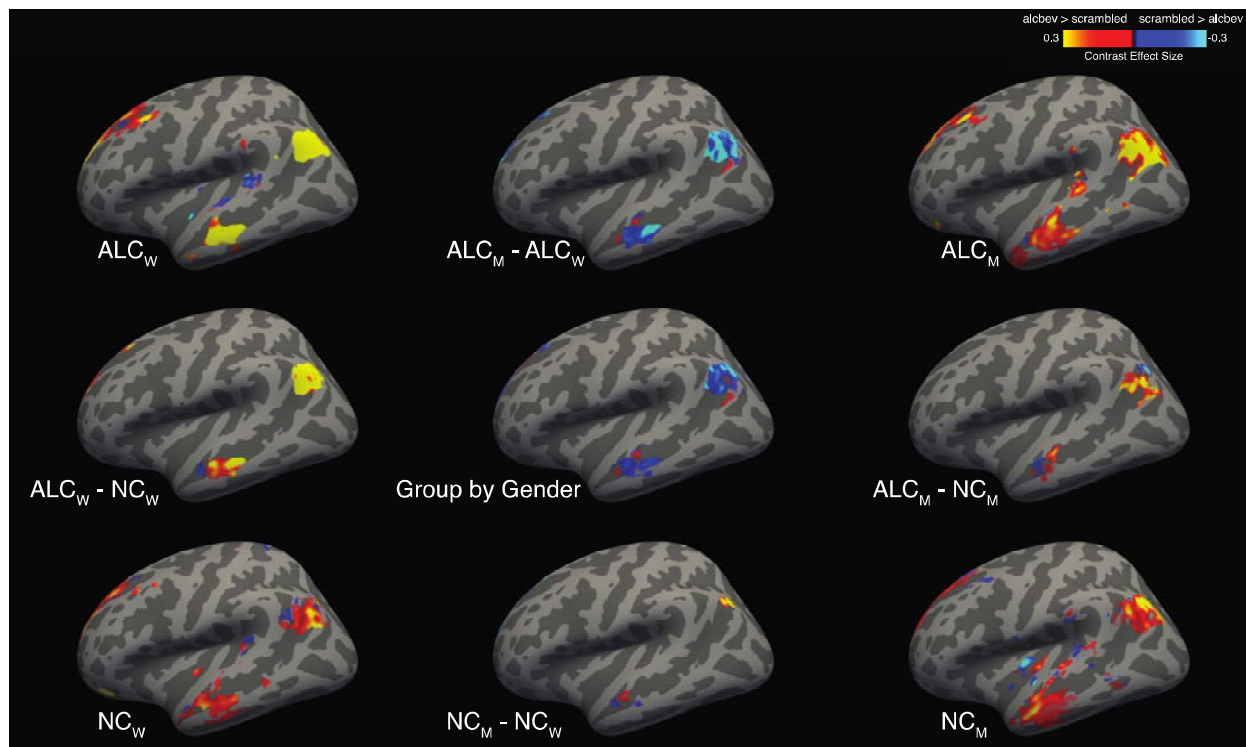 alcbev > scrambled scrambled > alcbev
0.3 -0.3
Contrast Effect Size
ALCW ALCM - ALCW ALCM
ALCW - NCW Group by Gender ALCM - NCM
NCW NCM - NCW NCM